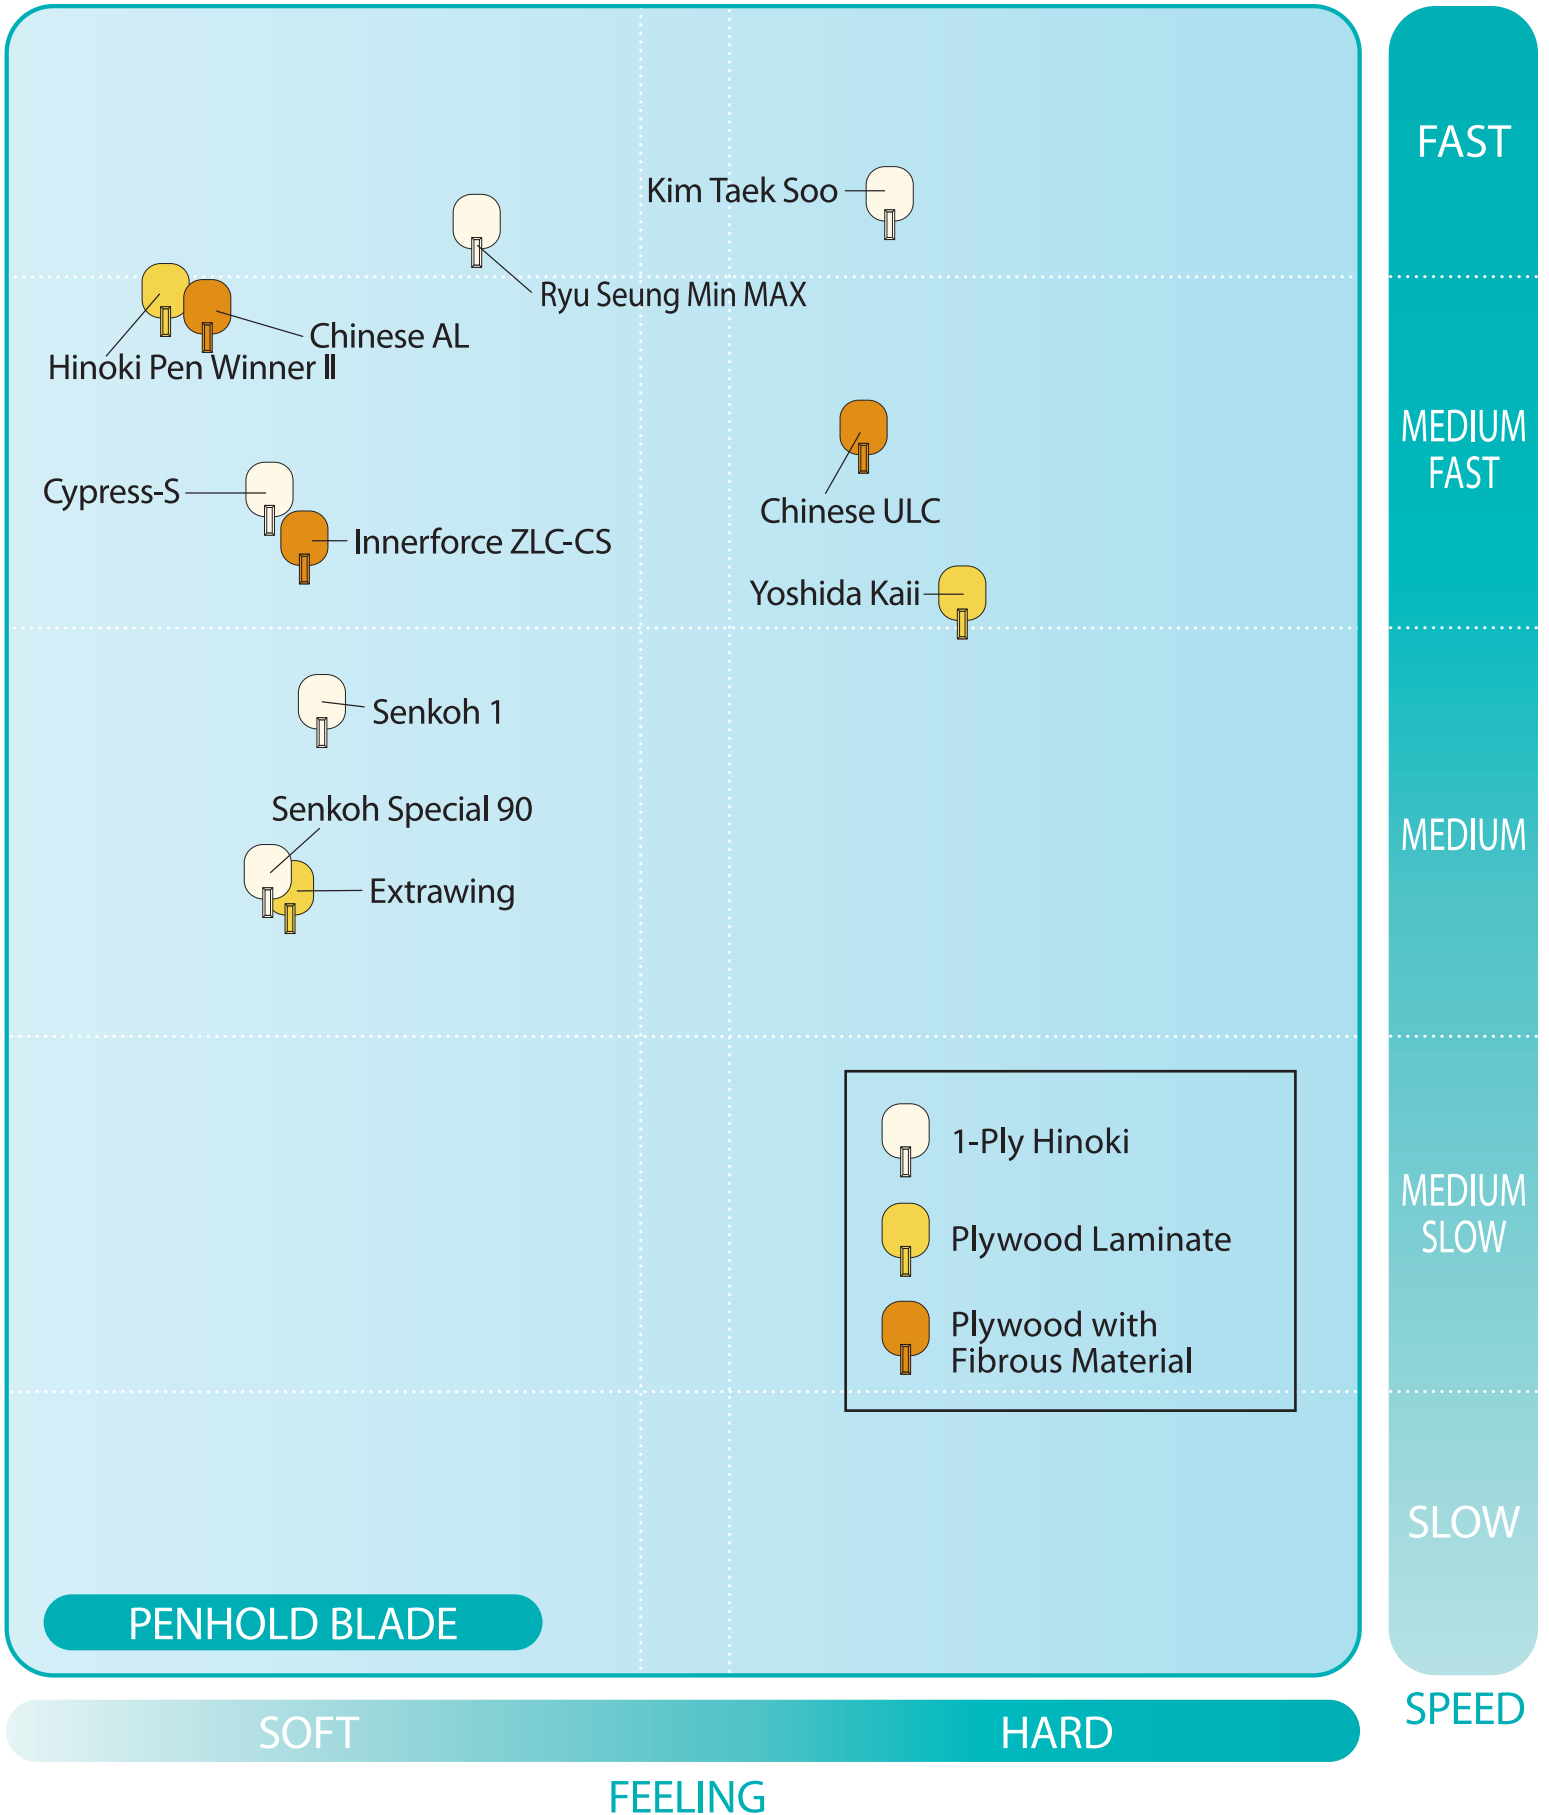 FAST
Kim Taek Soo
Ryu Seung Min MAX
Chinese AL
Hinoki Pen Winner II
MEDIUM
FAST
Cypress-S
Chinese ULC
Innerforce ZLC-CS
Yoshida Kaii
Senkoh 1
Senkoh Special 90
MEDIUM
Extrawing
1-Ply Hinoki
MEDIUM
SLOW
Plywood Laminate
Plywood with
Fibrous Material
SLOW
PENHOLD BLADE
SPEED
SOFT
HARD
FEELING